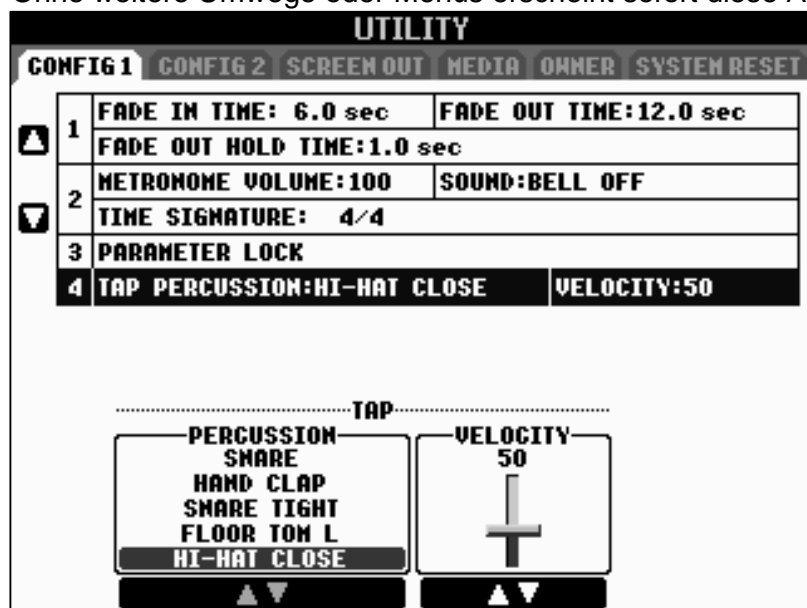 Ohne weitere Umwege oder Menüs erscheint sofort diese A
UTILITY
CONFIG 1 CONFIG 2 SCREEN OUT MEDIA OWNER SYSTEM RESET
1 FADE IN TIME: 6.0 sec FADE OUT TIME:12.0 sec
FADE OUT HOLD TIME:1.0 sec
2 METRONOME VOLUME:100 SOUND:BELL OFF
TIME SIGNATURE: 4/4
3 PARAMETER LOCK
4 TAP PERCUSSION:HI-HAT CLOSE VELOCITY:50
TAP
PERCUSSION VELOCITY
SNARE 50
HAND CLAP
SNARE TIGHT
FLOOR TOM L
HI-HAT CLOSE